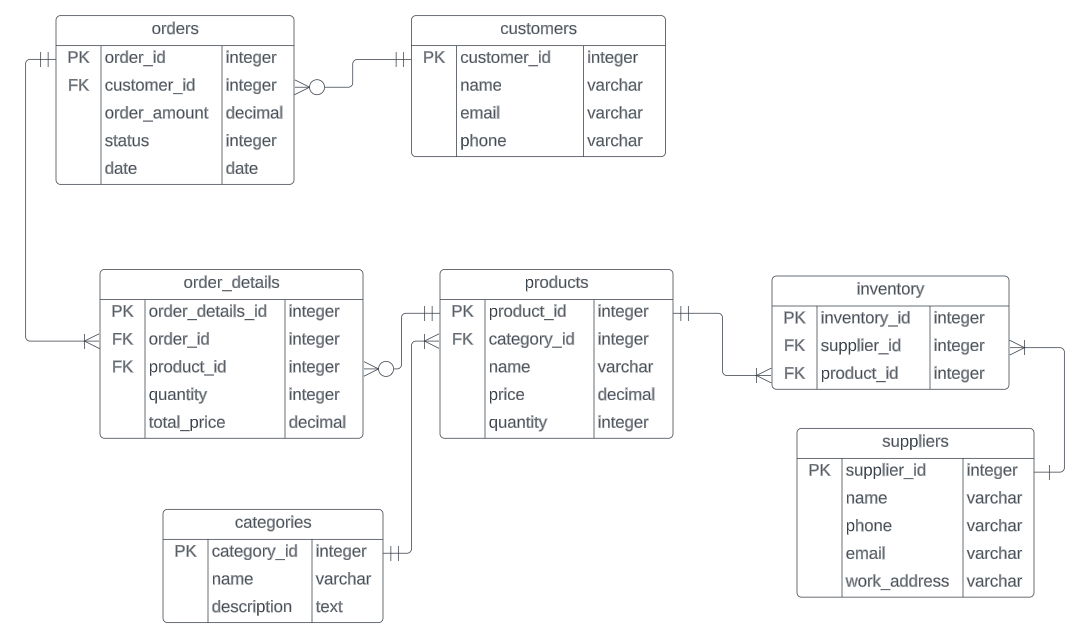 orders
PK order_id integer
FK customer_id integer
order_amount decimal
status integer
date date
customers
PK customer_id integer
name varchar
email varchar
phone varchar
order_details
PK order_details_id integer
FK order_id integer
FK product_id integer
quantity integer
total_price decimal
products
PK product_id integer
FK category_id integer
name varchar
price decimal
quantity integer
inventory
PK inventory_id integer
FK supplier_id integer
FK product_id integer
suppliers
PK supplier_id integer
name varchar
phone varchar
email varchar
work_address varchar
categories
PK category_id integer
name varchar
description text